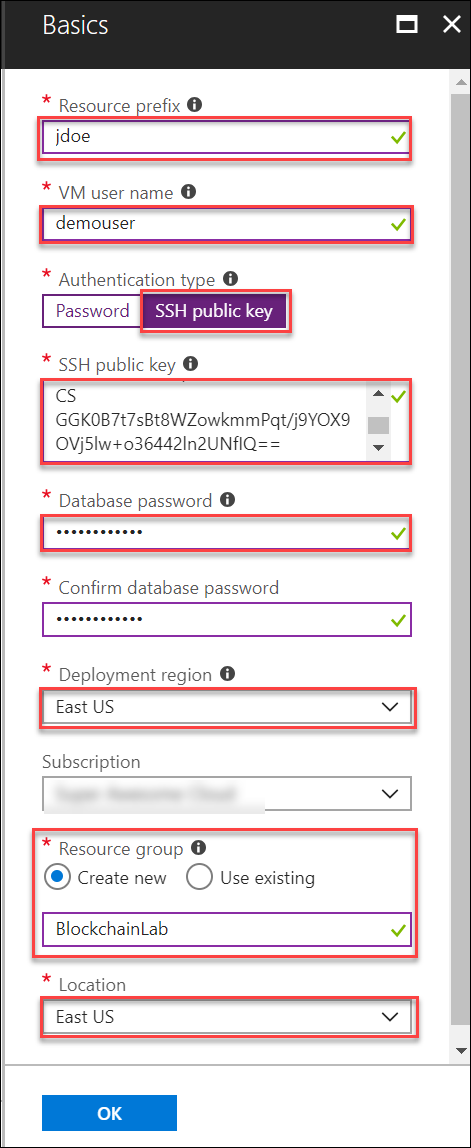 Basics
* Resource prefix
jdoe
* VM user name
demouser
* Authentication type
Password SSH public key
* SSH public key
CS
GGK0B7t7sBt8WZowkmmPqt/j9YOX9
OVj5lw+o36442ln2UNflQ==
* Database password
••••••••••••
* Confirm database password
••••••••••••
* Deployment region
East US
Subscription
* Resource group
Create new Use existing
BlockchainLab
* Location
East US
OK